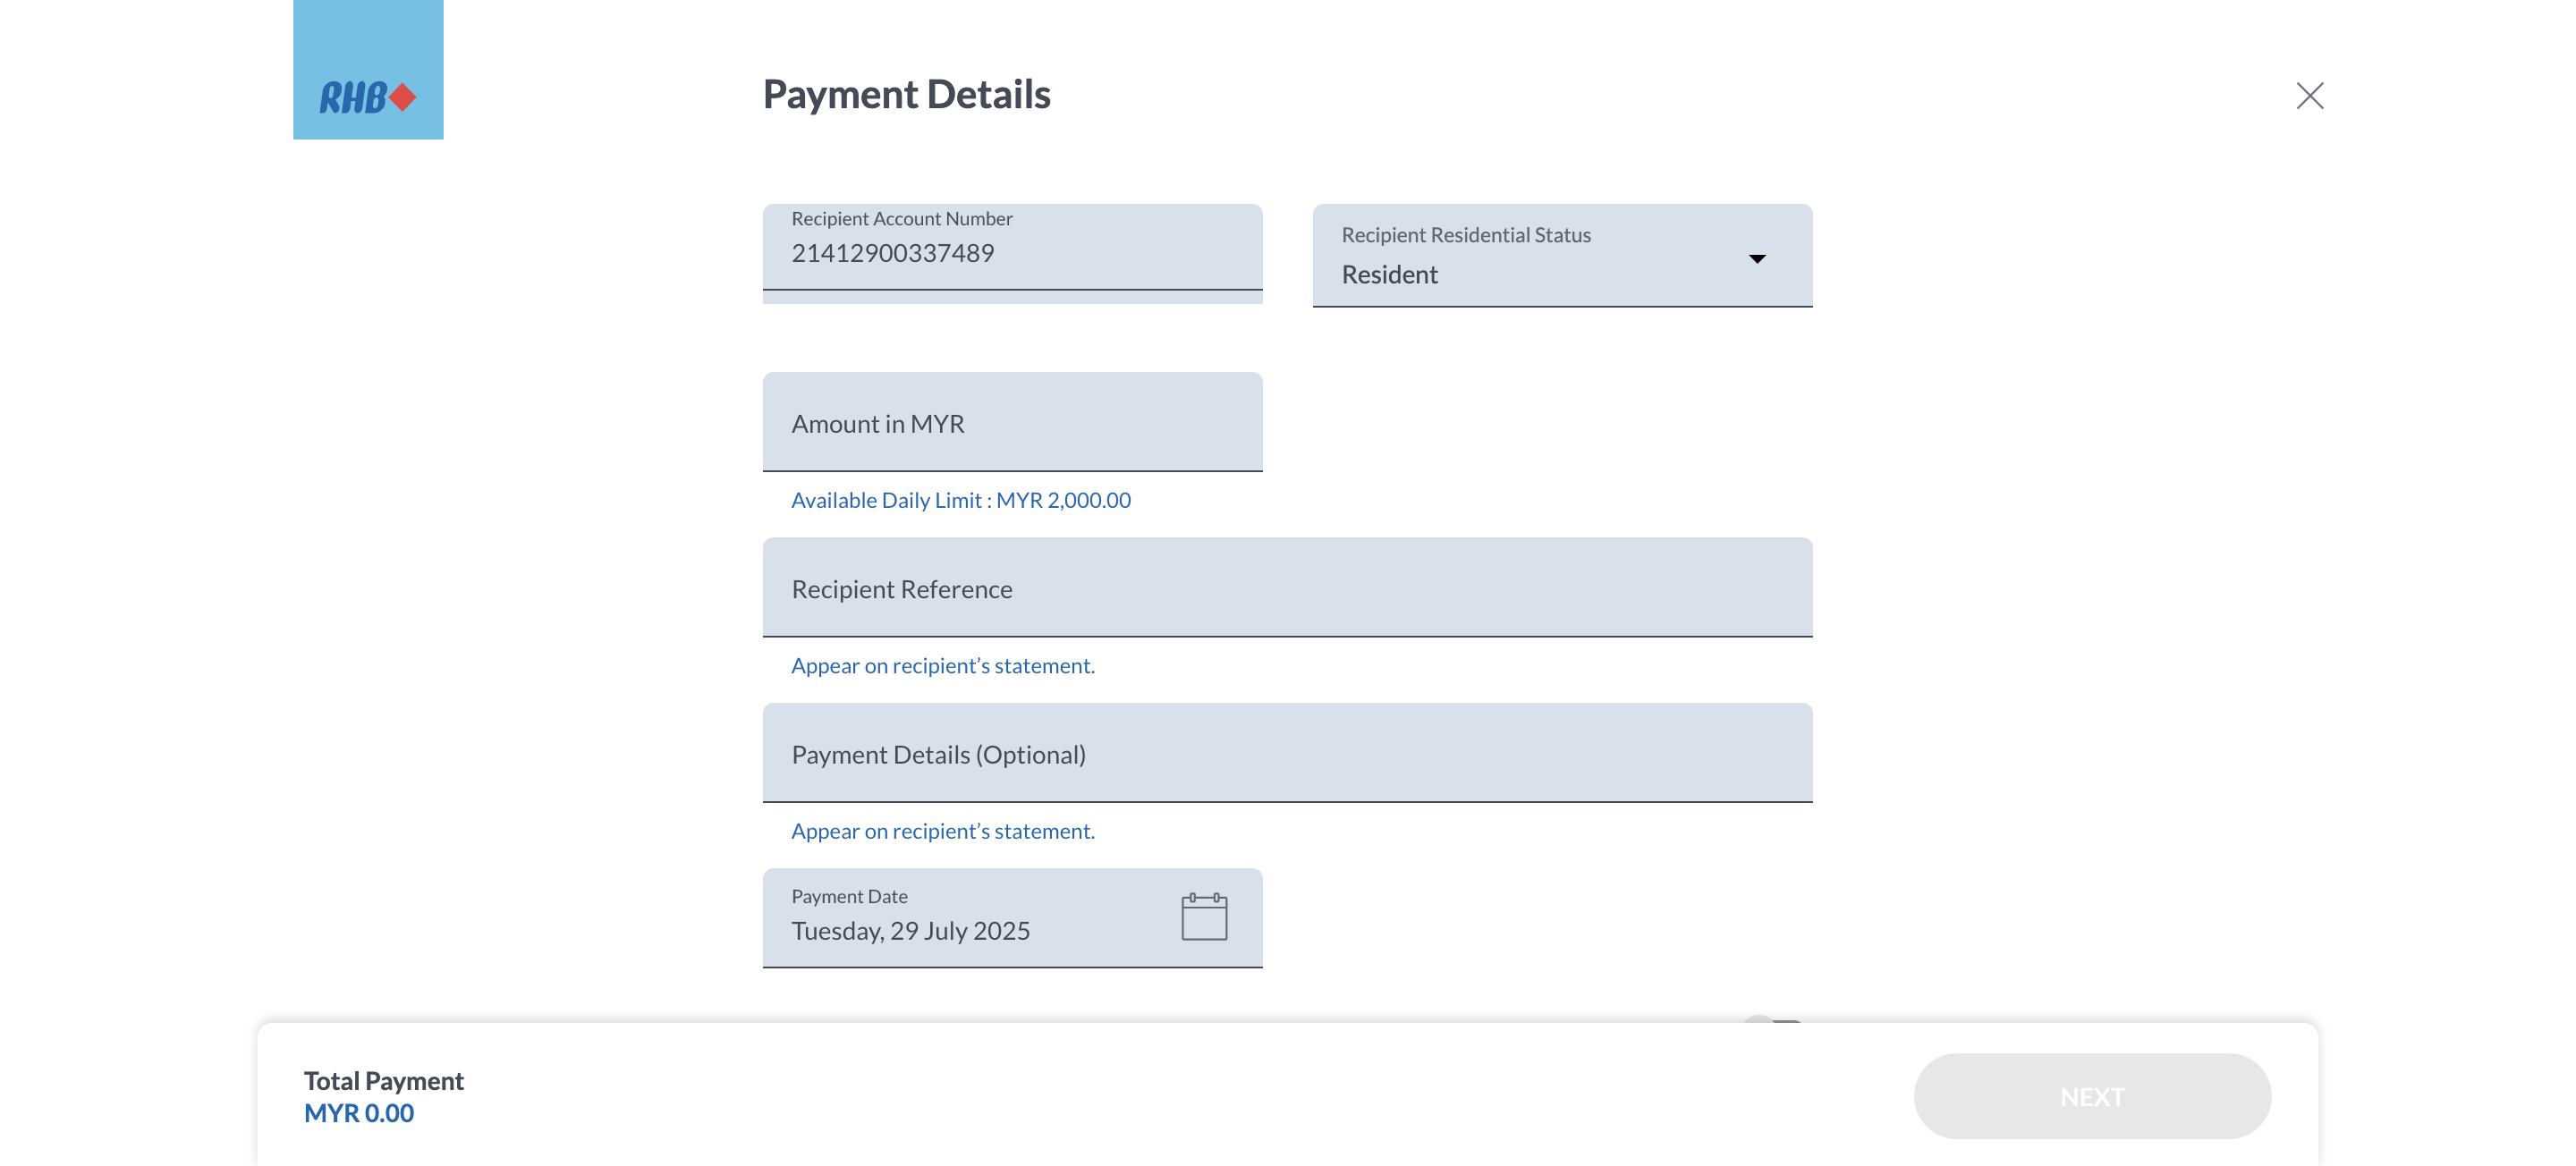 RHB
Payment Details
Recipient Account Number
21412900337489
Recipient Residential Status
Resident
Amount in MYR
Available Daily Limit : MYR 2,000.00
Recipient Reference
Appear on recipient’s statement.
Payment Details (Optional)
Appear on recipient’s statement.
Payment Date
Tuesday, 29 July 2025
Total Payment
MYR 0.00
NEXT